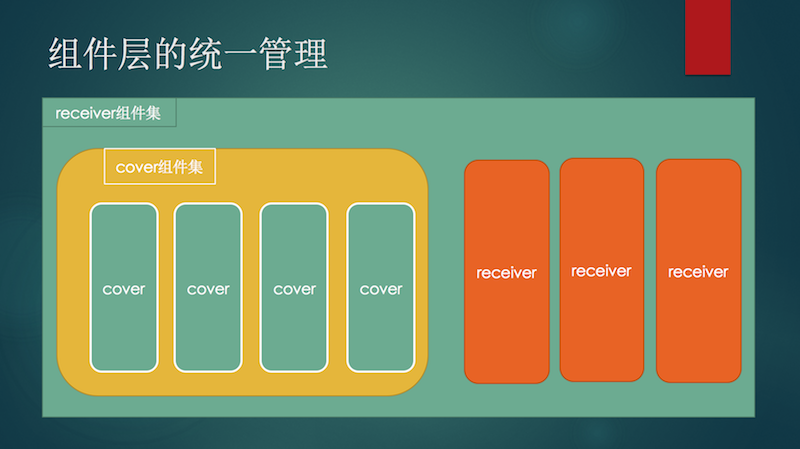 组件层的统一管理
receiver组件集
cover组件集
cover
cover
cover
cover
receiver
receiver
receiver